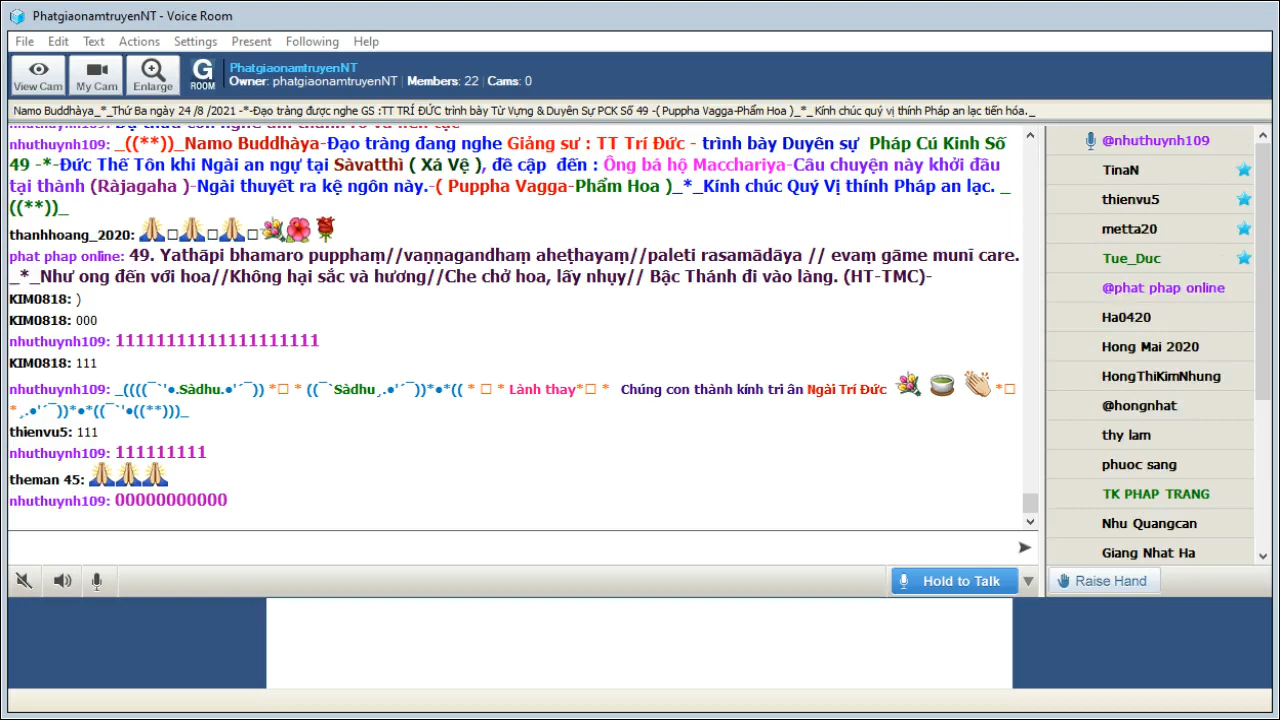 PhatgiaonamtruyenNT - Voice Room
File Edit Text Actions Settings Present Following Help
View Cam My Cam Enlarge G ROOM
PhatgiaonamtruyenNT
Owner: phatgiaonamtruyenNT | Members: 22 | Cams: 0
Namo Buddhàya_*_Thứ Ba ngày 24 /8 /2021 -*-Đạo tràng được nghe GS :TT TRÍ ĐỨC trình bày Từ Vựng & Duyên Sự PCK Số 49 -( Puppha Vagga-Phẩm Hoa )_*_Kính chúc quý vị thính Pháp an lạc tiến hóa._
nhuthuynh109: _((**))_Namo Buddhàya-Đạo tràng đang nghe Giảng sư : TT Trí Đức - trình bày Duyên sự Pháp Cú Kinh Số
49 -*-Đức Thế Tôn khi Ngài an ngự tại Sàvatthì ( Xá Vệ ), đề cập đến : Ông bá hộ Macchariya-Câu chuyện này khởi đầu
tại thành (Ràjagaha )-Ngài thuyết ra kệ ngôn này.-( Puppha Vagga-Phẩm Hoa )_*_Kính chúc Quý Vị thính Pháp an lạc. _
((**))_
thanhhoang_2020: 🙏□🙏□🙏□💐🌺🌹
phat phap online: 49. Yathāpi bhamaro pupphaṃ//vaṇṇagandhaṃ aheṭhayaṃ//paleti rasamādāya // evaṃ gāme munī care.
_*_Như ong đến với hoa//Không hại sắc và hương//Che chở hoa, lấy nhụy// Bậc Thánh đi vào làng. (HT-TMC)-
KIM0818: )
KIM0818: 000
nhuthuynh109: 11111111111111111111
KIM0818: 111
nhuthuynh109: _((((¯`'●.Sàdhu.●'´¯)) *□ * ((¯`Sàdhu¸.●'´¯))*●*(( * □ * Lành thay*□ * Chúng con thành kính tri ân Ngài Trí Đức 💐 🍵 👏 *□
*¸.●'´¯))*●*((¯`'●((**)))_
thienvu5: 111
nhuthuynh109: 111111111
theman 45: 🙏🙏🙏
nhuthuynh109: 00000000000
Hold to Talk
@nhuthuynh109
TinaN
thienvu5
metta20
Tue_Duc
@phat phap online
Ha0420
Hong Mai 2020
HongThiKimNhung
@hongnhat
thy lam
phuoc sang
TK PHAP TRANG
Nhu Quangcan
Giang Nhat Ha
Raise Hand